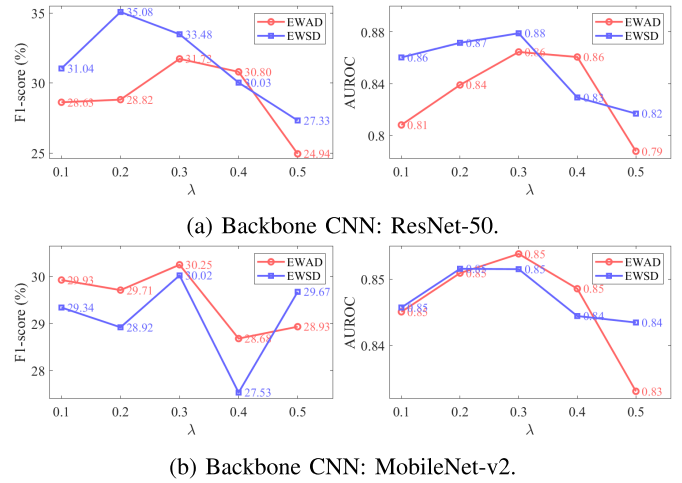 35
30
25
F1-score (%)
31.04
35.08
33.48
30.03
27.33
28.63
28.82
30.80
24.94
EWAD
EWSD
0.1 0.2 0.3 0.4 0.5
λ
0.88
0.84
0.8
AUROC
0.86
0.87
0.88
0.83
0.82
0.81
0.84
0.86
0.86
0.79
EWAD
EWSD
0.1 0.2 0.3 0.4 0.5
λ
(a) Backbone CNN: ResNet-50.
30
29
28
F1-score (%)
29.93
29.71
30.25
28.68
28.93
29.34
28.92
30.02
27.53
29.67
EWAD
EWSD
0.1 0.2 0.3 0.4 0.5
λ
0.85
0.84
AUROC
0.85
0.85
0.85
0.85
0.85
0.85
0.84
0.84
0.83
EWAD
EWSD
0.1 0.2 0.3 0.4 0.5
λ
(b) Backbone CNN: MobileNet-v2.